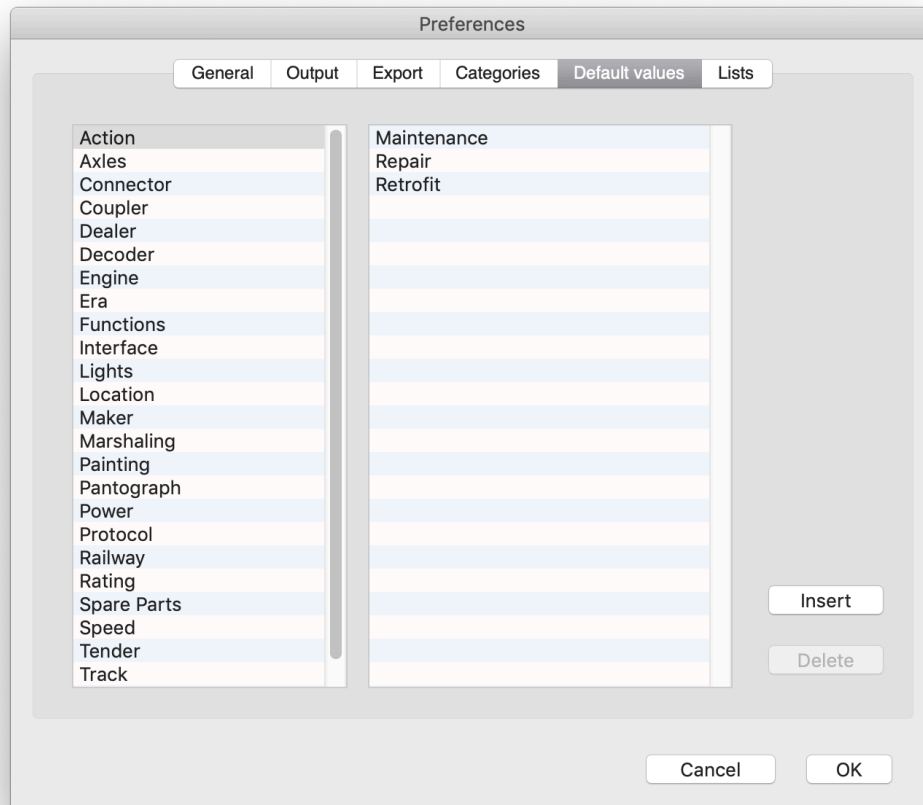 Preferences
General Output Export Categories Default values Lists
Action
Axles
Connector
Coupler
Dealer
Decoder
Engine
Era
Functions
Interface
Lights
Location
Maker
Marshaling
Painting
Pantograph
Power
Protocol
Railway
Rating
Spare Parts
Speed
Tender
Track
Maintenance
Repair
Retrofit
Insert
Delete
Cancel OK